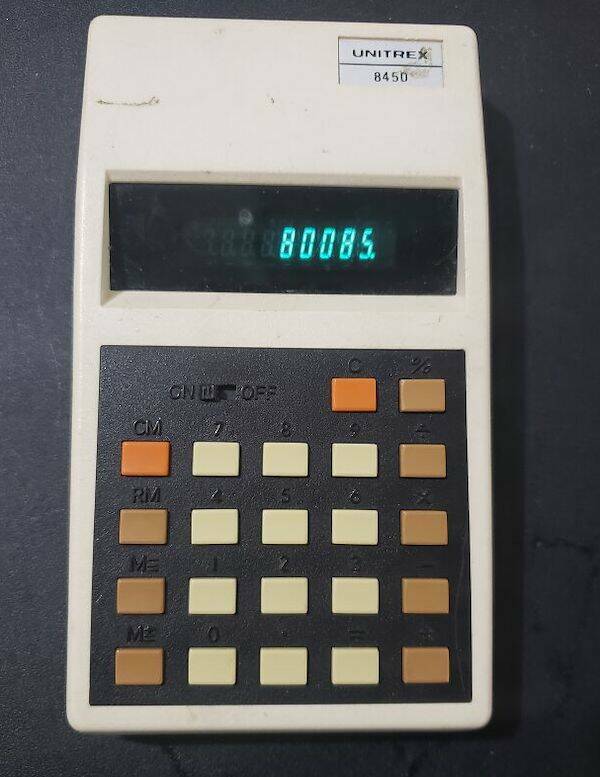 UNITREX
8450
80085.
C %
ON OFF
CM 7 8 9 ÷
RM 4 5 6 ×
M= 1 2 3 -
M± 0 . = +